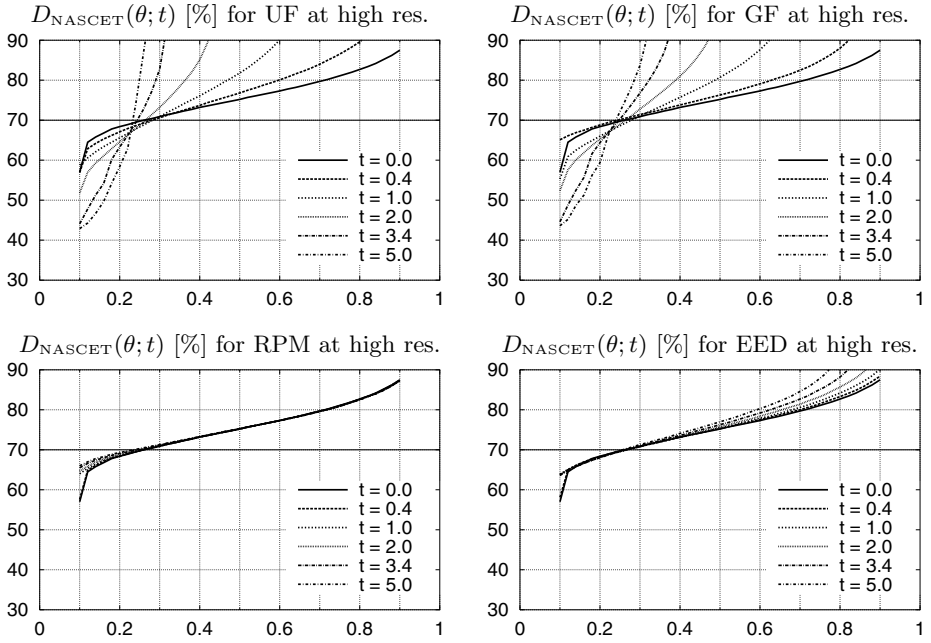 D_NASCET(θ; t) [%] for UF at high res.
90
80
70
60
50
40
30
0
0.2
0.4
0.6
0.8
1
t = 0.0
t = 0.4
t = 1.0
t = 2.0
t = 3.4
t = 5.0
D_NASCET(θ; t) [%] for GF at high res.
90
80
70
60
50
40
30
0
0.2
0.4
0.6
0.8
1
t = 0.0
t = 0.4
t = 1.0
t = 2.0
t = 3.4
t = 5.0
D_NASCET(θ; t) [%] for RPM at high res.
90
80
70
60
50
40
30
0
0.2
0.4
0.6
0.8
1
t = 0.0
t = 0.4
t = 1.0
t = 2.0
t = 3.4
t = 5.0
D_NASCET(θ; t) [%] for EED at high res.
90
80
70
60
50
40
30
0
0.2
0.4
0.6
0.8
1
t = 0.0
t = 0.4
t = 1.0
t = 2.0
t = 3.4
t = 5.0